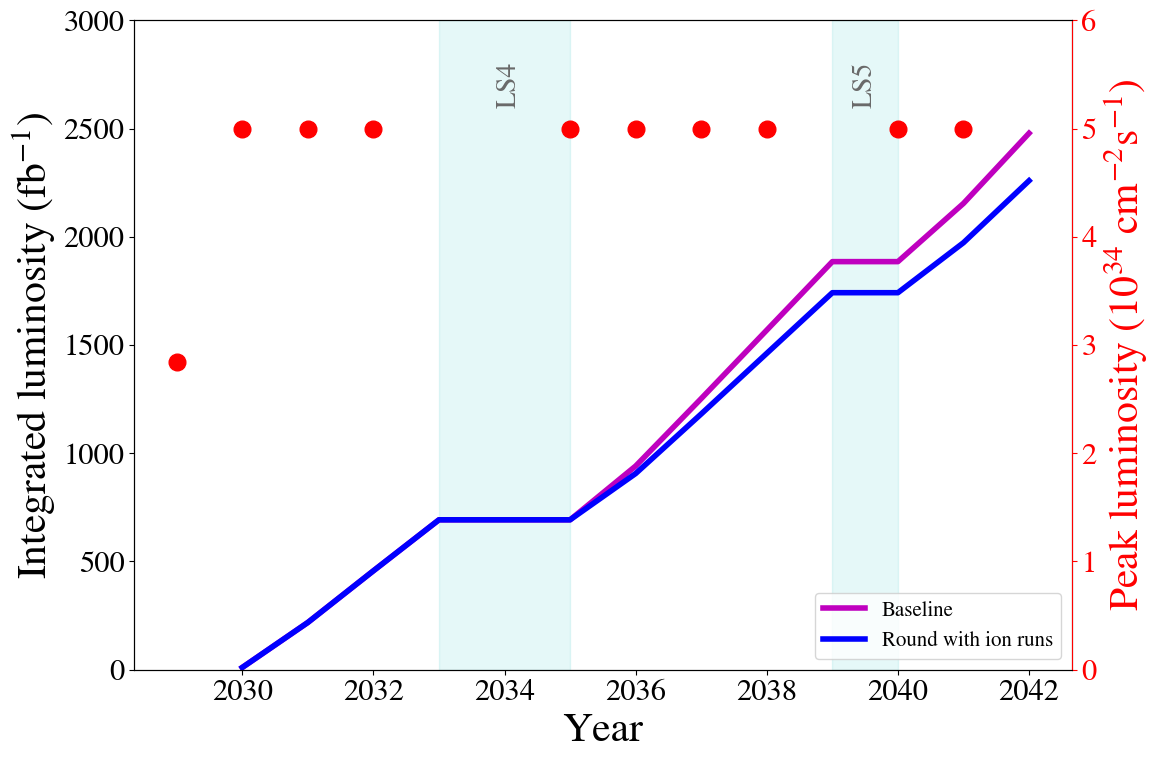 3000
2500
2000
1500
1000
500
0
Integrated luminosity (fb⁻¹)
LS4
LS5
6
5
4
3
2
1
0
Peak luminosity (10³⁴ cm⁻²s⁻¹)
Baseline
Round with ion runs
2030 2032 2034 2036 2038 2040 2042
Year